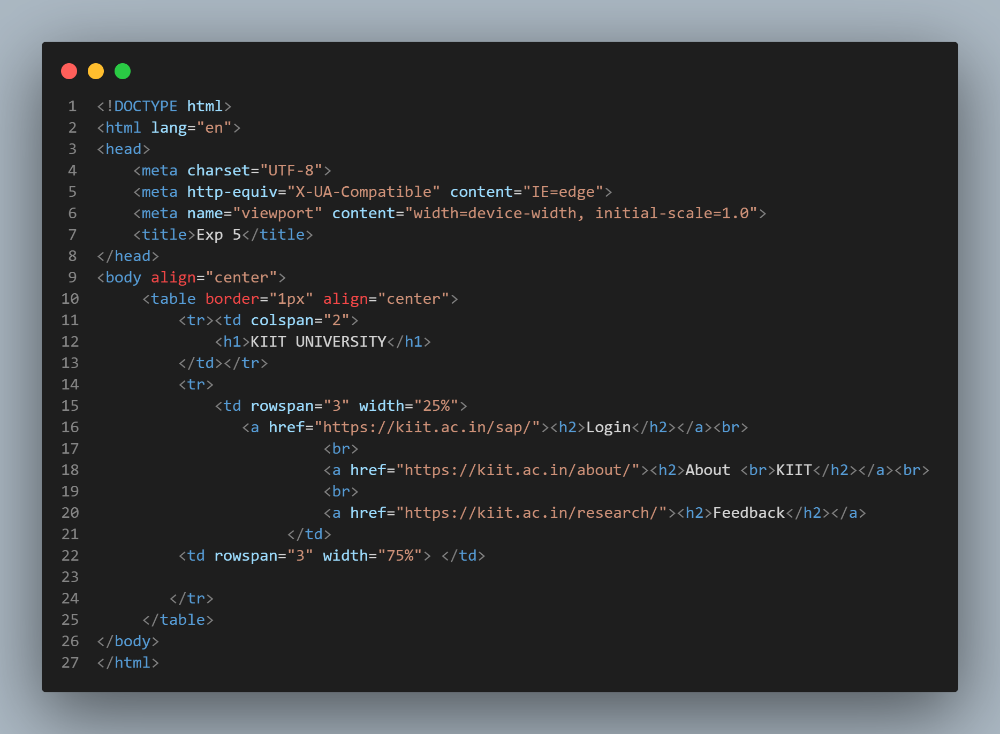 1 <!DOCTYPE html>
2 <html lang="en">
3 <head>
4     <meta charset="UTF-8">
5     <meta http-equiv="X-UA-Compatible" content="IE=edge">
6     <meta name="viewport" content="width=device-width, initial-scale=1.0">
7     <title>Exp 5</title>
8 </head>
9 <body align="center">
10      <table border="1px" align="center">
11          <tr><td colspan="2">
12              <h1>KIIT UNIVERSITY</h1>
13          </td></tr>
14          <tr>
15              <td rowspan="3" width="25%">
16                 <a href="https://kiit.ac.in/sap/"><h2>Login</h2></a><br>
17                          <br>
18                          <a href="https://kiit.ac.in/about/"><h2>About <br>KIIT</h2></a><br>
19                          <br>
20                          <a href="https://kiit.ac.in/research/"><h2>Feedback</h2></a>
21                      </td>
22          <td rowspan="3" width="75%"> </td>
23
24         </tr>
25      </table>
26 </body>
27 </html>